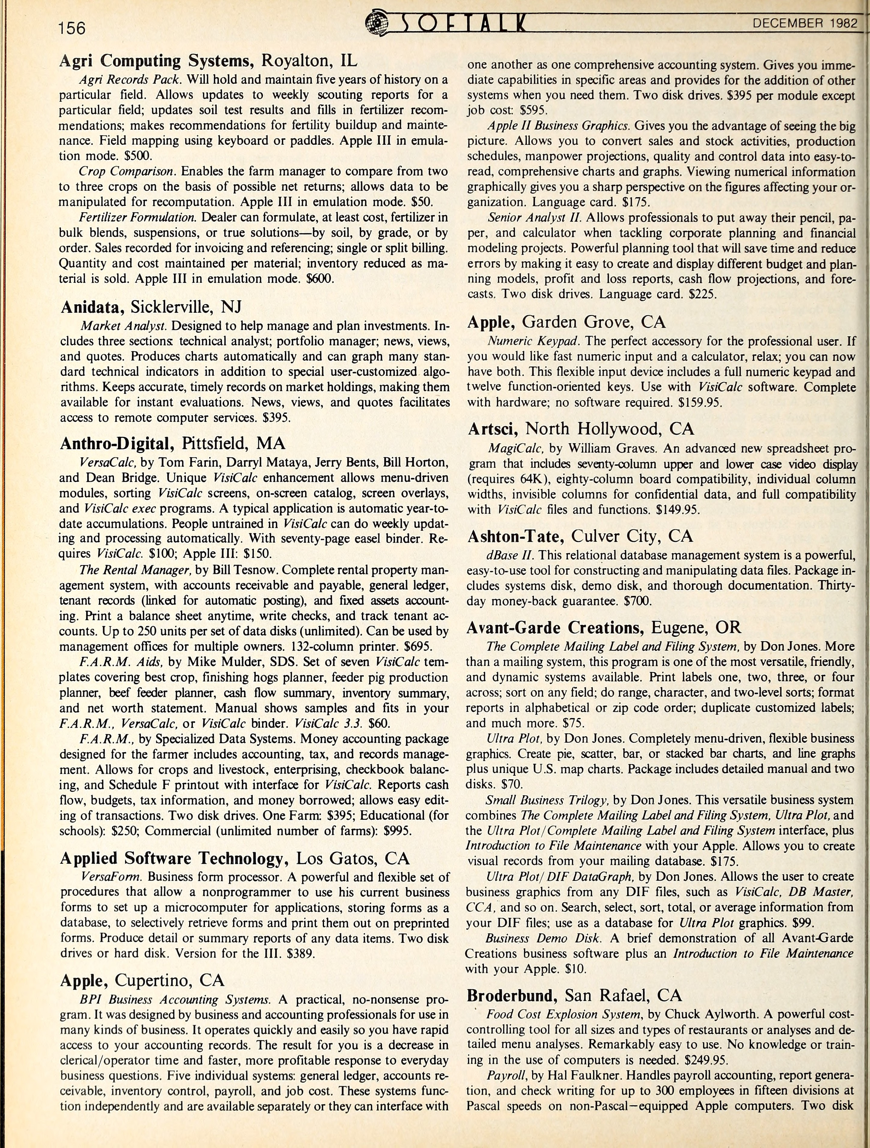 156
SOFTALK
DECEMBER 1982
Agri Computing Systems, Royalton, IL
Agri Records Pack. Will hold and maintain five years of history on a
particular field. Allows updates to weekly scouting reports for a
particular field; updates soil test results and fills in fertilizer recom-
mendations; makes recommendations for fertility buildup and mainte-
nance. Field mapping using keyboard or paddles. Apple III in emula-
tion mode. $500.
Crop Comparison. Enables the farm manager to compare from two
to three crops on the basis of possible net returns; allows data to be
manipulated for recomputation. Apple III in emulation mode. $50.
Fertilizer Formulation. Dealer can formulate, at least cost, fertilizer in
bulk blends, suspensions, or true solutions—by soil, by grade, or by
order. Sales recorded for invoicing and referencing; single or split billing.
Quantity and cost maintained per material; inventory reduced as ma-
terial is sold. Apple III in emulation mode. $600.
Anidata, Sicklerville, NJ
Market Analyst. Designed to help manage and plan investments. In-
cludes three sections: technical analyst; portfolio manager; news, views,
and quotes. Produces charts automatically and can graph many stan-
dard technical indicators in addition to special user-customized algo-
rithms. Keeps accurate, timely records on market holdings, making them
available for instant evaluations. News, views, and quotes facilitates
access to remote computer services. $395.
Anthro-Digital, Pittsfield, MA
VersaCalc, by Tom Farin, Darryl Mataya, Jerry Bents, Bill Horton,
and Dean Bridge. Unique VisiCalc enhancement allows menu-driven
modules, sorting VisiCalc screens, on-screen catalog, screen overlays,
and VisiCalc exec programs. A typical application is automatic year-to-
date accumulations. People untrained in VisiCalc can do weekly updat-
ing and processing automatically. With seventy-page easel binder. Re-
quires VisiCalc. $100; Apple III: $150.
The Rental Manager, by Bill Tesnow. Complete rental property man-
agement system, with accounts receivable and payable, general ledger,
tenant records (linked for automatic posting), and fixed assets account-
ing. Print a balance sheet anytime, write checks, and track tenant ac-
counts. Up to 250 units per set of data disks (unlimited). Can be used by
management offices for multiple owners. 132-column printer. $695.
F.A.R.M. Aids, by Mike Mulder, SDS. Set of seven VisiCalc tem-
plates covering best crop, finishing hogs planner, feeder pig production
planner, beef feeder planner, cash flow summary, inventory summary,
and net worth statement. Manual shows samples and fits in your
F.A.R.M., VersaCalc, or VisiCalc binder. VisiCalc 3.3. $60.
F.A.R.M., by Specialized Data Systems. Money accounting package
designed for the farmer includes accounting, tax, and records manage-
ment. Allows for crops and livestock, enterprising, checkbook balanc-
ing, and Schedule F printout with interface for VisiCalc. Reports cash
flow, budgets, tax information, and money borrowed; allows easy edit-
ing of transactions. Two disk drives. One Farm: $395; Educational (for
schools): $250; Commercial (unlimited number of farms): $995.
Applied Software Technology, Los Gatos, CA
VersaForm. Business form processor. A powerful and flexible set of
procedures that allow a nonprogrammer to use his current business
forms to set up a microcomputer for applications, storing forms as a
database, to selectively retrieve forms and print them out on preprinted
forms. Produce detail or summary reports of any data items. Two disk
drives or hard disk. Version for the III. $389.
Apple, Cupertino, CA
BPI Business Accounting Systems. A practical, no-nonsense pro-
gram. It was designed by business and accounting professionals for use in
many kinds of business. It operates quickly and easily so you have rapid
access to your accounting records. The result for you is a decrease in
clerical/operator time and faster, more profitable response to everyday
business questions. Five individual systems: general ledger, accounts re-
ceivable, inventory control, payroll, and job cost. These systems func-
tion independently and are available separately or they can interface with
one another as one comprehensive accounting system. Gives you imme-
diate capabilities in specific areas and provides for the addition of other
systems when you need them. Two disk drives. $395 per module except
job cost: $595.
Apple II Business Graphics. Gives you the advantage of seeing the big
picture. Allows you to convert sales and stock activities, production
schedules, manpower projections, quality and control data into easy-to-
read, comprehensive charts and graphs. Viewing numerical information
graphically gives you a sharp perspective on the figures affecting your or-
ganization. Language card. $175.
Senior Analyst II. Allows professionals to put away their pencil, pa-
per, and calculator when tackling corporate planning and financial
modeling projects. Powerful planning tool that will save time and reduce
errors by making it easy to create and display different budget and plan-
ning models, profit and loss reports, cash flow projections, and fore-
casts. Two disk drives. Language card. $225.
Apple, Garden Grove, CA
Numeric Keypad. The perfect accessory for the professional user. If
you would like fast numeric input and a calculator, relax; you can now
have both. This flexible input device includes a full numeric keypad and
twelve function-oriented keys. Use with VisiCalc software. Complete
with hardware; no software required. $159.95.
Artsci, North Hollywood, CA
MagiCalc, by William Graves. An advanced new spreadsheet pro-
gram that includes seventy-column upper and lower case video display
(requires 64K), eighty-column board compatibility, individual column
widths, invisible columns for confidential data, and full compatibility
with VisiCalc files and functions. $149.95.
Ashton-Tate, Culver City, CA
dBase II. This relational database management system is a powerful,
easy-to-use tool for constructing and manipulating data files. Package in-
cludes systems disk, demo disk, and thorough documentation. Thirty-
day money-back guarantee. $700.
Avant-Garde Creations, Eugene, OR
The Complete Mailing Label and Filing System, by Don Jones. More
than a mailing system, this program is one of the most versatile, friendly,
and dynamic systems available. Print labels one, two, three, or four
across; sort on any field; do range, character, and two-level sorts; format
reports in alphabetical or zip code order; duplicate customized labels;
and much more. $75.
Ultra Plot, by Don Jones. Completely menu-driven, flexible business
graphics. Create pie, scatter, bar, or stacked bar charts, and line graphs
plus unique U.S. map charts. Package includes detailed manual and two
disks. $70.
Small Business Trilogy, by Don Jones. This versatile business system
combines The Complete Mailing Label and Filing System, Ultra Plot, and
the Ultra Plot/Complete Mailing Label and Filing System interface, plus
Introduction to File Maintenance with your Apple. Allows you to create
visual records from your mailing database. $175.
Ultra Plot/ DIF DataGraph, by Don Jones. Allows the user to create
business graphics from any DIF files, such as VisiCalc, DB Master,
CCA, and so on. Search, select, sort, total, or average information from
your DIF files; use as a database for Ultra Plot graphics. $99.
Business Demo Disk. A brief demonstration of all Avant-Garde
Creations business software plus an Introduction to File Maintenance
with your Apple. $10.
Broderbund, San Rafael, CA
Food Cost Explosion System, by Chuck Aylworth. A powerful cost-
controlling tool for all sizes and types of restaurants or analyses and de-
tailed menu analyses. Remarkably easy to use. No knowledge or train-
ing in the use of computers is needed. $249.95.
Payroll, by Hal Faulkner. Handles payroll accounting, report genera-
tion, and check writing for up to 300 employees in fifteen divisions at
Pascal speeds on non-Pascal-equipped Apple computers. Two disk